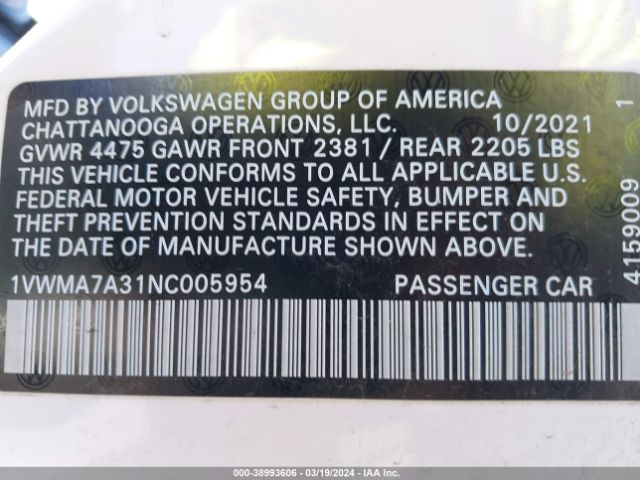 MFD BY VOLKSWAGEN GROUP OF AMERICA
CHATTANOOGA OPERATIONS, LLC. 10/2021
GVWR 4475 GAWR FRONT 2381 / REAR 2205 LBS
THIS VEHICLE CONFORMS TO ALL APPLICABLE U.S.
FEDERAL MOTOR VEHICLE SAFETY, BUMPER AND
THEFT PREVENTION STANDARDS IN EFFECT ON
THE DATE OF MANUFACTURE SHOWN ABOVE.
1VWMA7A31NC005954 PASSENGER CAR
4159009 1
000-38993606 - 03/19/2024 - IAA Inc.